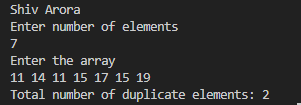 Shiv Arora
Enter number of elements
7
Enter the array
11 14 11 15 17 15 19
Total number of duplicate elements: 2